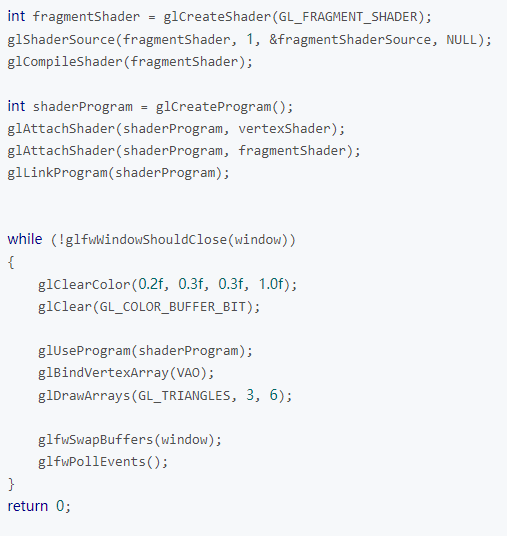 int fragmentShader = glCreateShader(GL_FRAGMENT_SHADER);
glShaderSource(fragmentShader, 1, &fragmentShaderSource, NULL);
glCompileShader(fragmentShader);
int shaderProgram = glCreateProgram();
glAttachShader(shaderProgram, vertexShader);
glAttachShader(shaderProgram, fragmentShader);
glLinkProgram(shaderProgram);
while (!glfwWindowShouldClose(window))
{
glClearColor(0.2f, 0.3f, 0.3f, 1.0f);
glClear(GL_COLOR_BUFFER_BIT);
glUseProgram(shaderProgram);
glBindVertexArray(VAO);
glDrawArrays(GL_TRIANGLES, 3, 6);
glfwSwapBuffers(window);
glfwPollEvents();
}
return 0;